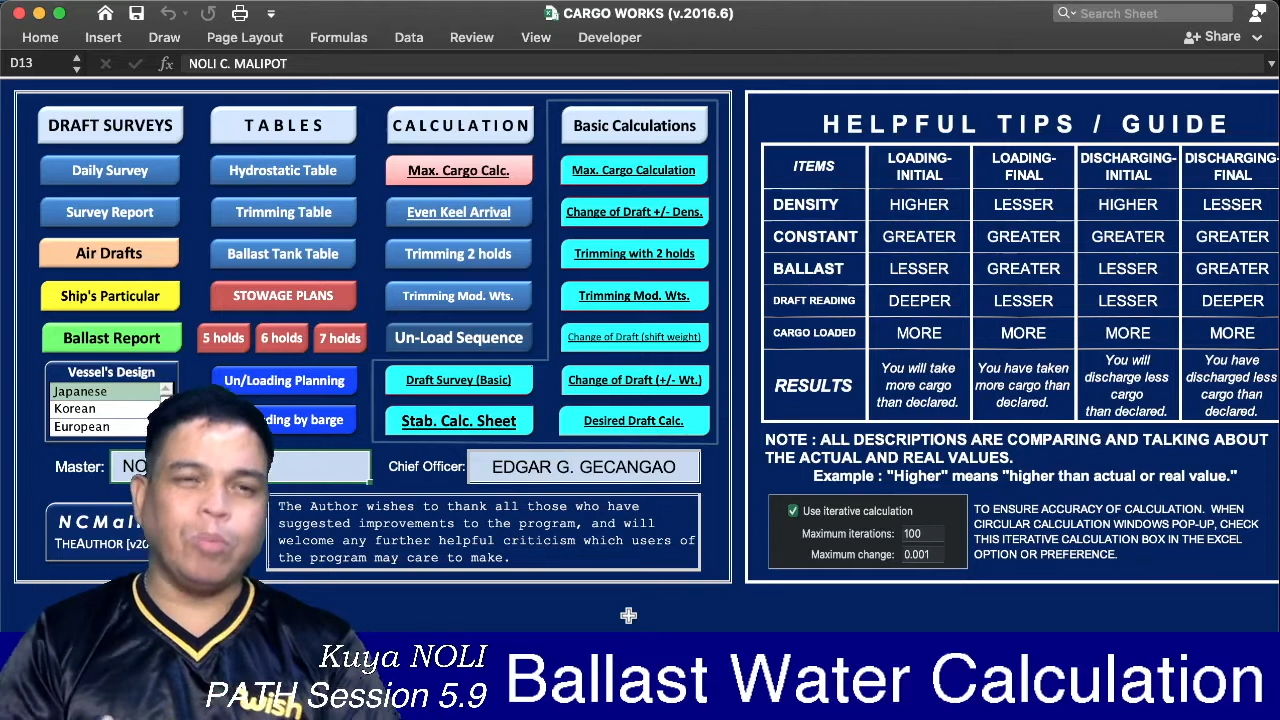 CARGO WORKS (v.2016.6)
Search Sheet
Home Insert Draw Page Layout Formulas Data Review View Developer Share
D13 fx NOLI C. MALIPOT
DRAFT SURVEYS
Daily Survey
Survey Report
Air Drafts
Ship's Particular
Ballast Report
Vessel's Design
Japanese
Korean
European
TABLES
Hydrostatic Table
Trimming Table
Ballast Tank Table
STOWAGE PLANS
5 holds 6 holds 7 holds
Un/Loading Planning
ding by barge
CALCULATION
Max. Cargo Calc.
Even Keel Arrival
Trimming 2 holds
Trimming Mod. Wts.
Un-Load Sequence
Draft Survey (Basic)
Stab. Calc. Sheet
Basic Calculations
Max. Cargo Calculation
Change of Draft +/- Dens.
Trimming with 2 holds
Trimming Mod. Wts.
Change of Draft (shift weight)
Change of Draft (+/- Wt.)
Desired Draft Calc.
Master: NO
Chief Officer: EDGAR G. GECANGAO
NCMal
TheAuthor [v20
The Author wishes to thank all those who have
suggested improvements to the program, and will
welcome any further helpful criticism which users of
the program may care to make.
HELPFUL TIPS / GUIDE
ITEMS LOADING-INITIAL LOADING-FINAL DISCHARGING-INITIAL DISCHARGING-FINAL
DENSITY HIGHER LESSER HIGHER LESSER
CONSTANT GREATER GREATER GREATER GREATER
BALLAST LESSER GREATER LESSER GREATER
DRAFT READING DEEPER LESSER LESSER DEEPER
CARGO LOADED MORE MORE MORE MORE
RESULTS You will take more cargo than declared. You have taken more cargo than declared. You will discharge less cargo than declared. You have discharged less cargo than declared.
NOTE : ALL DESCRIPTIONS ARE COMPARING AND TALKING ABOUT
THE ACTUAL AND REAL VALUES.
Example : "Higher" means "higher than actual or real value."
Use iterative calculation
Maximum iterations: 100
Maximum change: 0.001
TO ENSURE ACCURACY OF CALCULATION. WHEN
CIRCULAR CALCULATION WINDOWS POP-UP, CHECK
THIS ITERATIVE CALCULATION BOX IN THE EXCEL
OPTION OR PREFERENCE.
Kuya NOLI
PATH Session 5.9
Ballast Water Calculation
Wish